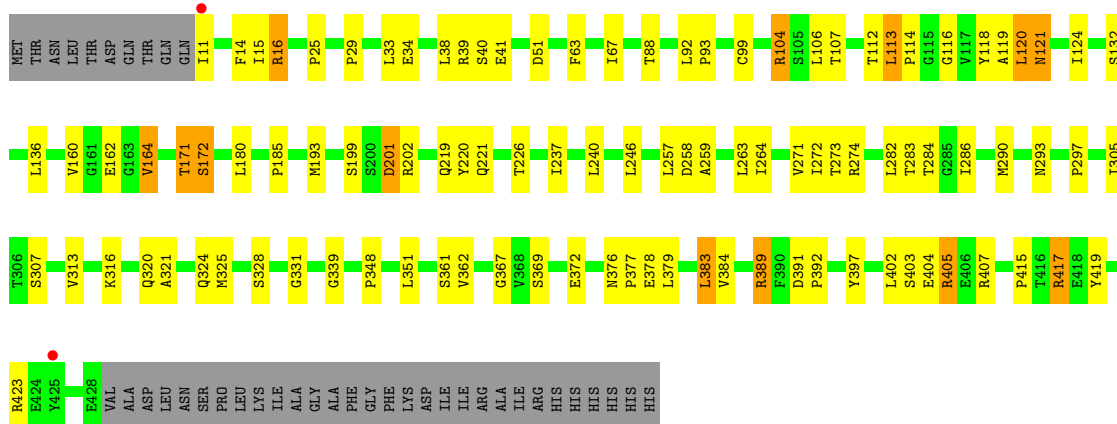 MET THR ASN LEU THR ASP GLN THR GLN GLN I11 F14 I15 R16 P25 P29 L33 E34 L38 R39 S40 E41 D51 F63 I67 T88 L92 P93 C99 R104 S105 L106 T107 T112 L113 P114 G115 G116 V117 Y118 A119 L120 N121 I124 S132
L136 V160 G161 E162 G163 V164 T171 S172 L180 P185 M193 S199 S200 D201 R202 Q219 Y220 Q221 T226 I237 L240 L246 L257 D258 A259 L263 I264 V271 I272 T273 R274 L282 T283 T284 G285 I286 M290 N293 P297 I305
T306 S307 V313 K316 Q320 A321 Q324 M325 S328 G331 G339 P348 L351 S361 V362 G367 V368 S369 E372 N376 P377 E378 L379 L383 V384 R389 F390 D391 P392 Y397 L402 S403 E404 R405 E406 R407 P415 T416 R417 E418 Y419
R423 E424 Y425 E428 VAL ALA ASP LEU ASN SER PRO LEU LYS ILE ALA GLY ALA PHE GLY PHE LYS ASP ILE ILE ARG ALA ILE ARG HIS HIS HIS HIS HIS HIS